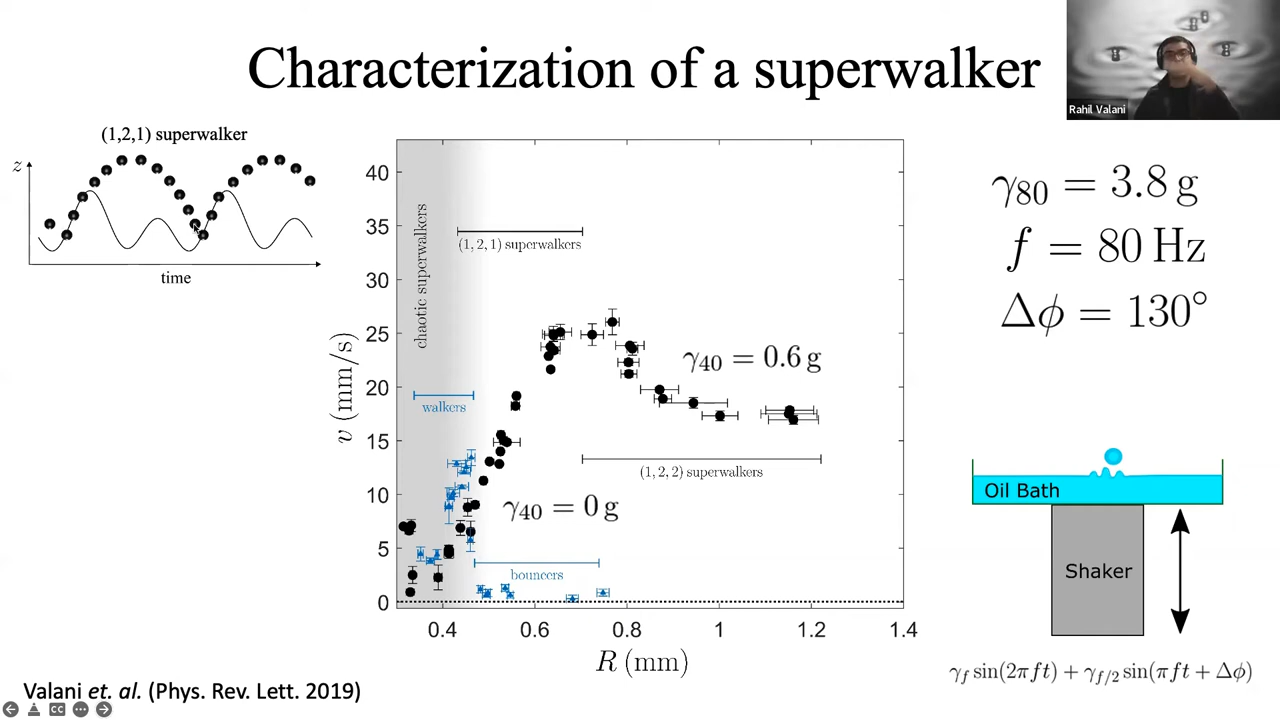 Characterization of a superwalker
Rahil Valani
(1,2,1) superwalker
z
time
40
35
30
25
20
15
10
5
0
v (mm/s)
chaotic superwalkers
(1, 2, 1) superwalkers
walkers
γ40 = 0.6 g
(1, 2, 2) superwalkers
γ40 = 0 g
bouncers
0.4 0.6 0.8 1 1.2 1.4
R (mm)
γ80 = 3.8 g
f = 80 Hz
Δϕ = 130°
Oil Bath
Shaker
γf sin(2πft) + γf/2 sin(πft + Δϕ)
Valani et. al. (Phys. Rev. Lett. 2019)
CC